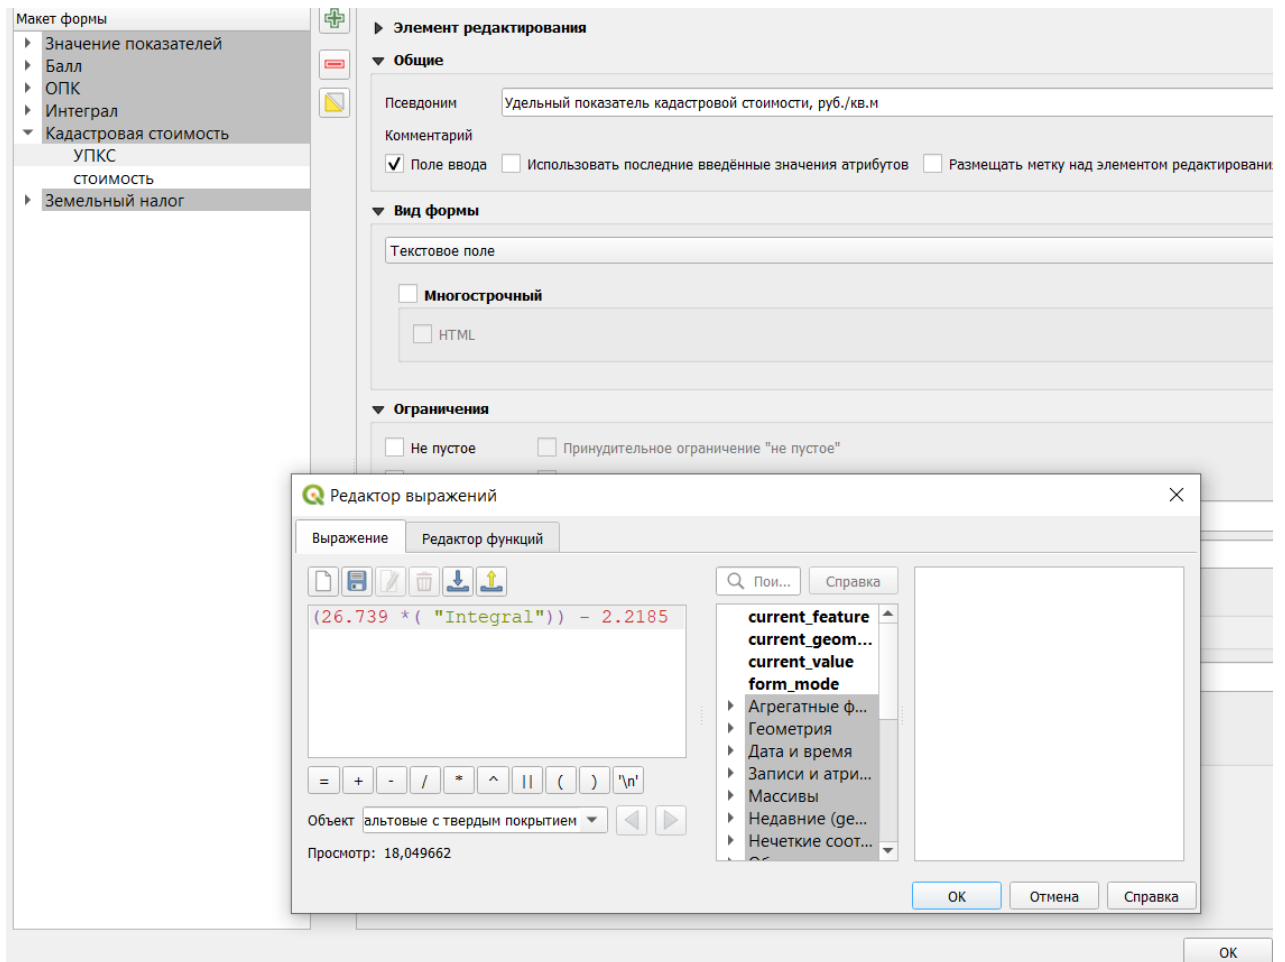 Макет формы
Значение показателей
Балл
ОПК
Интеграл
Кадастровая стоимость
УПКС
стоимость
Земельный налог
Элемент редактирования
Общие
Псевдоним Удельный показатель кадастровой стоимости, руб./кв.м
Комментарий
Поле ввода Использовать последние введённые значения атрибутов Размещать метку над элементом редактировани
Вид формы
Текстовое поле
Многострочный
HTML
Ограничения
Не пустое Принудительное ограничение "не пустое"
Редактор выражений
Выражение Редактор функций
Пои... Справка
(26.739 *( "Integral")) - 2.2185
current_feature
current_geom...
current_value
form_mode
Агрегатные ф...
Геометрия
Дата и время
Записи и атри...
Массивы
Недавние (ge...
Нечеткие соот...
= + - / * ^ || ( ) '\n'
Объект альтовые с твердым покрытием
Просмотр: 18,049662
ОК Отмена Справка
ОК